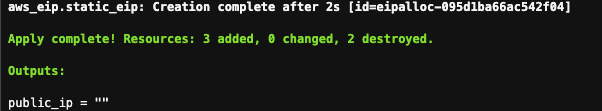 aws_eip.static_eip: Creation complete after 2s [id=eipalloc-095d1ba66ac542f04]
Apply complete! Resources: 3 added, 0 changed, 2 destroyed.
Outputs:
public_ip = ""